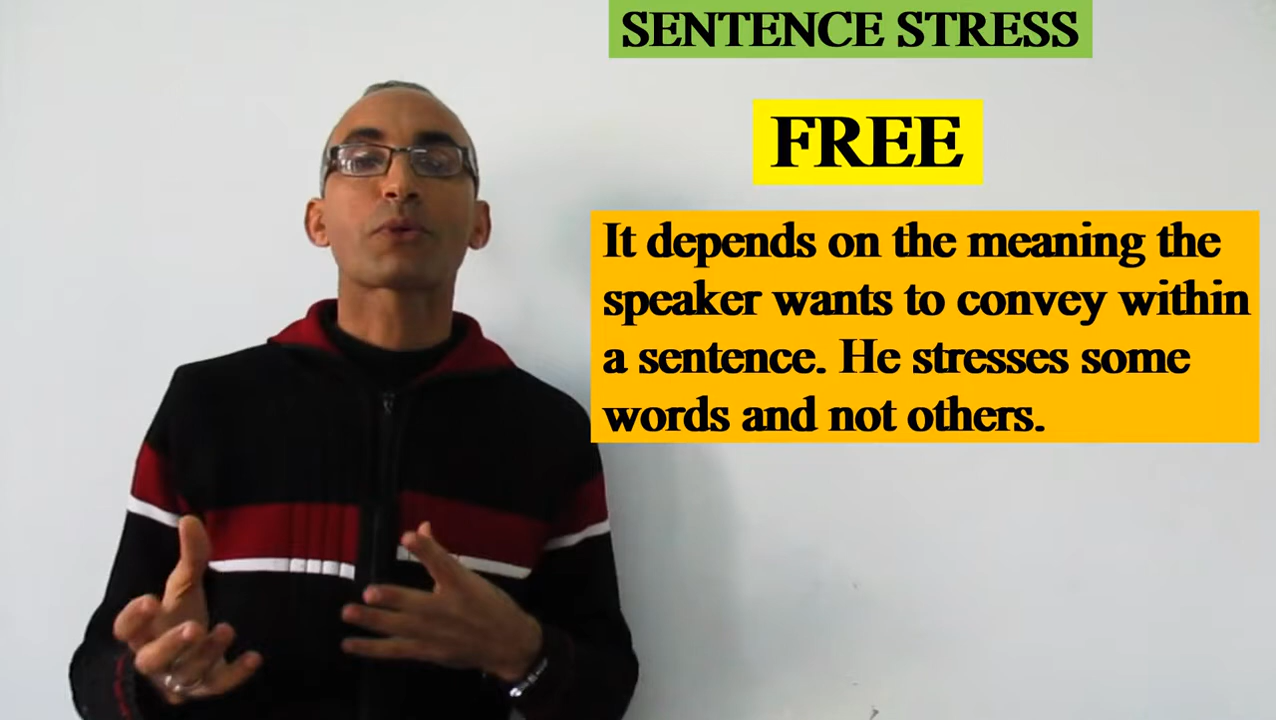 SENTENCE STRESS
FREE
It depends on the meaning the
speaker wants to convey within
a sentence. He stresses some
words and not others.